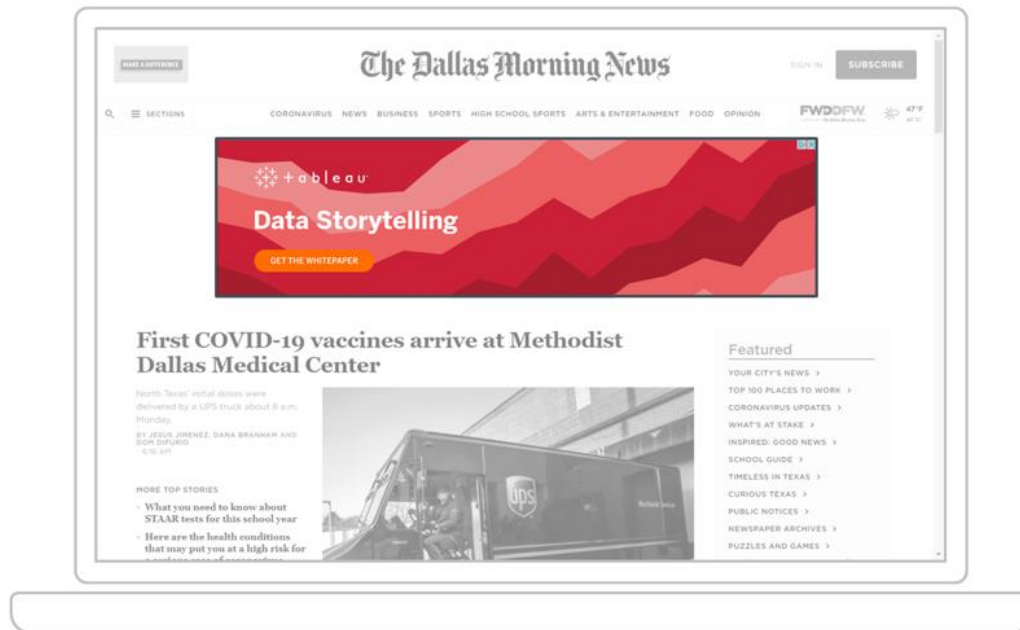 MAKE A DIFFERENCE
The Dallas Morning News
SIGN IN
SUBSCRIBE
SECTIONS
CORONAVIRUS NEWS BUSINESS SPORTS HIGH SCHOOL SPORTS ARTS & ENTERTAINMENT FOOD OPINION
FWDDFW
47°F
+ a b l e a u
Data Storytelling
GET THE WHITEPAPER
First COVID-19 vaccines arrive at Methodist
Dallas Medical Center
North Texas' initial doses were
delivered by a UPS truck about 8 a.m.
Monday.
BY JESUS JIMENEZ, DANA BRANHAM AND
DOM DIFURIO
MORE TOP STORIES
What you need to know about
STAAR tests for this school year
Here are the health conditions
that may put you at a high risk for
a serious case of coronavirus
ups
Featured
YOUR CITY'S NEWS >
TOP 100 PLACES TO WORK >
CORONAVIRUS UPDATES >
WHAT'S AT STAKE >
INSPIRED: GOOD NEWS >
SCHOOL GUIDE >
TIMELESS IN TEXAS >
CURIOUS TEXAS >
PUBLIC NOTICES >
NEWSPAPER ARCHIVES >
PUZZLES AND GAMES >